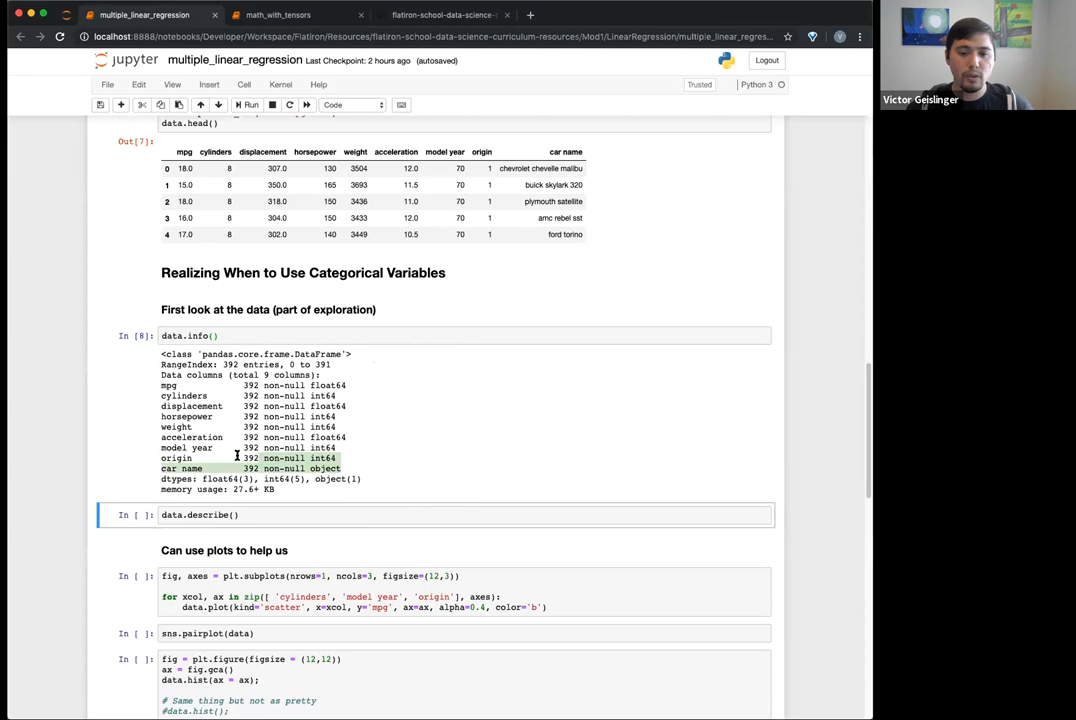 multiple_linear_regression
math_with_tensors
flatiron-school-data-science-c
localhost:8888/notebooks/Developer/Workspace/FlatIron/Resources/flatiron-school-data-science-curriculum-resources/Mod1/LinearRegression/multiple_linear_regres...
V
jupyter multiple_linear_regression Last Checkpoint: 2 hours ago (autosaved)
Logout
File Edit View Insert Cell Kernel Help
Trusted Python 3
Run Code
Victor Geislinger
data.head()
Out[7]:
mpg cylinders displacement horsepower weight acceleration model year origin car name
0 18.0 8 307.0 130 3504 12.0 70 1 chevrolet chevelle malibu
1 15.0 8 350.0 165 3693 11.5 70 1 buick skylark 320
2 18.0 8 318.0 150 3436 11.0 70 1 plymouth satellite
3 16.0 8 304.0 150 3433 12.0 70 1 amc rebel sst
4 17.0 8 302.0 140 3449 10.5 70 1 ford torino
Realizing When to Use Categorical Variables
First look at the data (part of exploration)
In [8]: data.info()
<class 'pandas.core.frame.DataFrame'>
RangeIndex: 392 entries, 0 to 391
Data columns (total 9 columns):
mpg 392 non-null float64
cylinders 392 non-null int64
displacement 392 non-null float64
horsepower 392 non-null int64
weight 392 non-null int64
acceleration 392 non-null float64
model year 392 non-null int64
origin 392 non-null int64
car name 392 non-null object
dtypes: float64(3), int64(5), object(1)
memory usage: 27.6+ KB
In [ ]: data.describe()
Can use plots to help us
In [ ]: fig, axes = plt.subplots(nrows=1, ncols=3, figsize=(12,3))
for xcol, ax in zip([ 'cylinders', 'model year', 'origin'], axes):
data.plot(kind='scatter', x=xcol, y='mpg', ax=ax, alpha=0.4, color='b')
In [ ]: sns.pairplot(data)
In [ ]: fig = plt.figure(figsize = (12,12))
ax = fig.gca()
data.hist(ax = ax);
# Same thing but not as pretty
#data.hist();